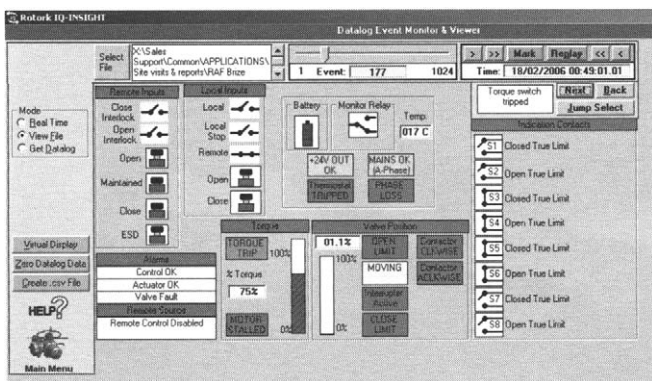 Rotork IQ-INSIGHT
Datalog Event Monitor & Viewer
Select
File
X:\Sales
Support\Common\APPLICATIONS\
Site visits & reports\RAF Brize
1 Event: 177 1024
> >> Mark Replay << <
Time: 18/02/2006 00:49:01.01
Torque switch
tripped
Next Back
Jump Select
Mode
Real Time
View File
Get Datalog
Virtual Display
Zero Datalog Data
Create .csv File
HELP?
Main Menu
Remote Inputs
Close
Interlock
Open
Interlock
Open
Maintained
Close
ESD
Local Inputs
Local
Local
Stop
Remote
Open
Close
Battery
Monitor Relay
Temp.
017 C
+24V OUT
OK
MAINS OK
(A-Phase)
Thermostat
TRIPPED
PHASE
LOSS
Alarms
Control OK
Actuator OK
Valve Fault
Remote Source
Remote Control Disabled
Torque
TORQUE
TRIP
100%
% Torque
75%
MOTOR
STALLED
0%
Valve Position
01.1%
100%
0%
OPEN
LIMIT
MOVING
Interrupter
Active
CLOSE
LIMIT
Contactor
CLKWISE
Contactor
ACLKWISE
Indication Contacts
S1 Closed True Limit
S2 Open True Limit
S3 Closed True Limit
S4 Open True Limit
S5 Closed True Limit
S6 Open True Limit
S7 Closed True Limit
S8 Open True Limit